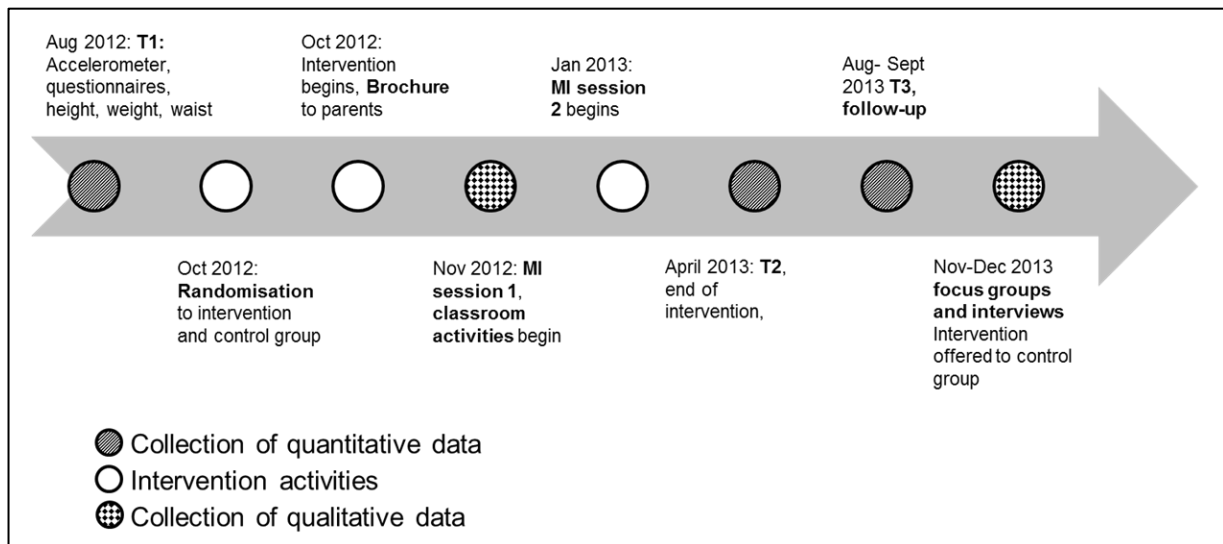 Aug 2012: T1:
Accelerometer,
questionnaires,
height, weight, waist
Oct 2012:
Intervention
begins, Brochure
to parents
Jan 2013:
MI session
2 begins
Aug- Sept
2013 T3,
follow-up
Oct 2012:
Randomisation
to intervention
and control group
Nov 2012: MI
session 1,
classroom
activities begin
April 2013: T2,
end of
intervention,
Nov-Dec 2013
focus groups
and interviews
Intervention
offered to control
group
Collection of quantitative data
Intervention activities
Collection of qualitative data